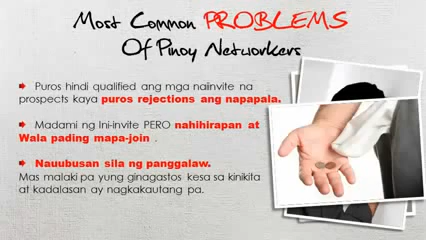 Most Common PROBLEMS
Of Pinoy Networkers
Puros hindi qualified ang mga naiinvite na
prospects kaya puros rejections ang napapala.
Madami ng Ini-invite PERO nahihirapan at
Wala pading mapa-join .
Nauubusan sila ng panggalaw.
Mas malaki pa yung ginagastos kesa sa kinikita
at kadalasan ay nagkakautang pa.